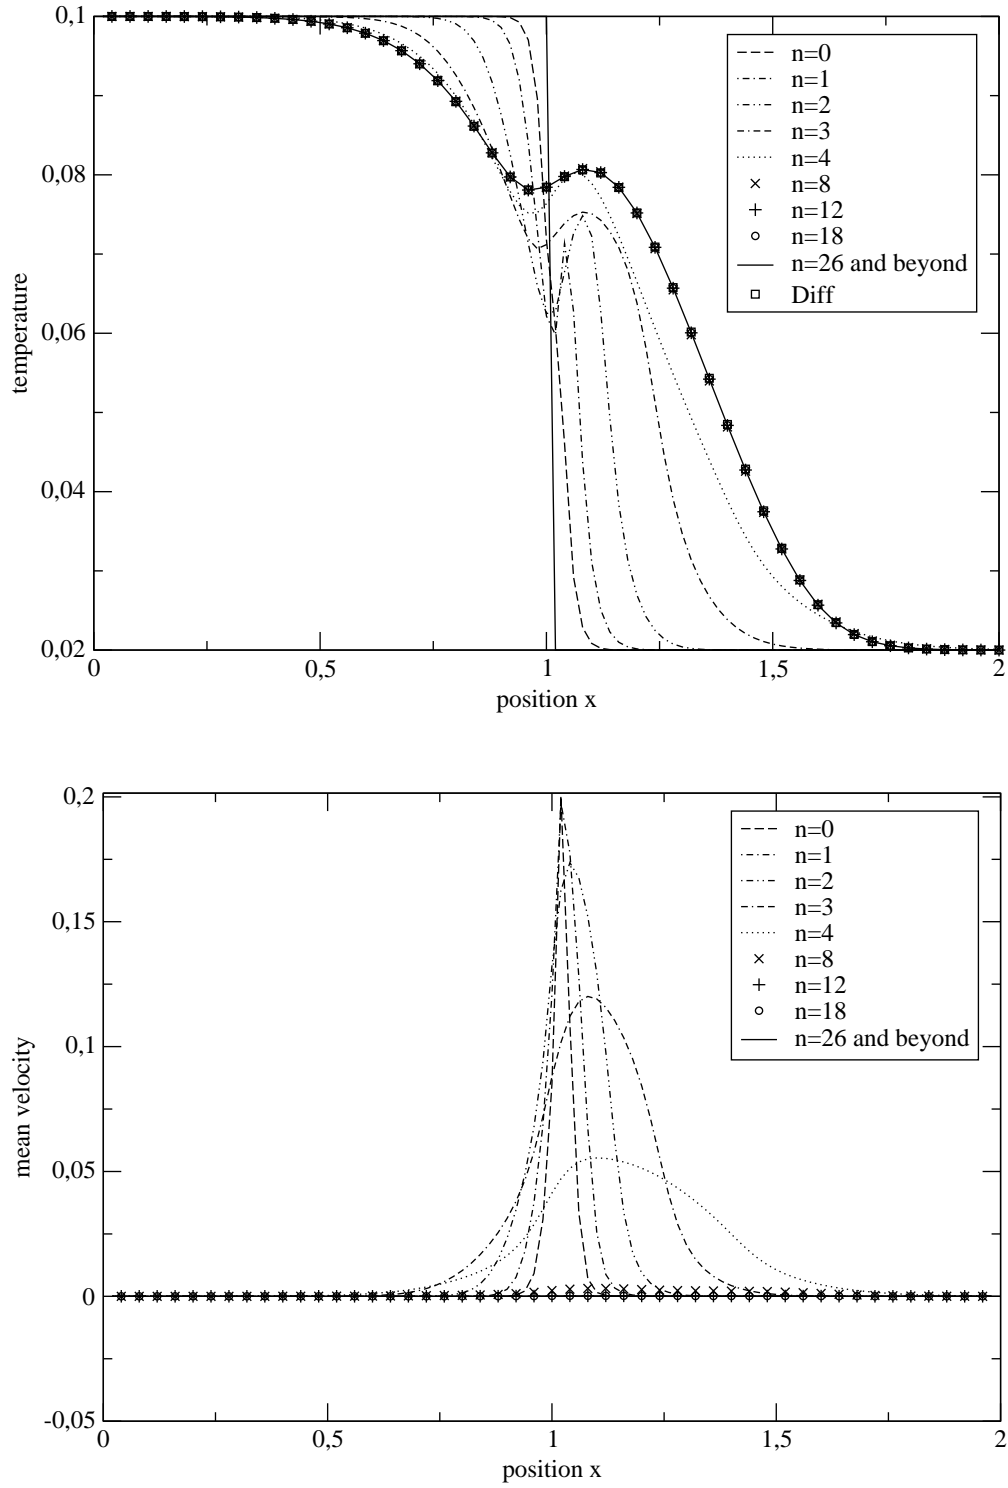 0,1
n=0
n=1
n=2
n=3
0,08
n=4
n=8
n=12
n=18
n=26 and beyond
Diff
temperature
0,06
0,04
0,02
0
0,5
1
1,5
2
position x
0,2
n=0
n=1
n=2
n=3
0,15
n=4
n=8
n=12
n=18
n=26 and beyond
mean velocity
0,1
0,05
0
-0,05
0
0,5
1
1,5
2
position x